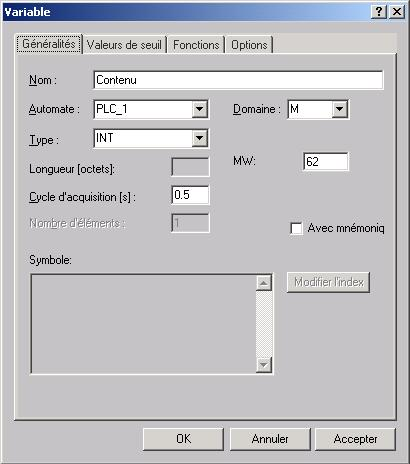 Variable
Généralités Valeurs de seuil Fonctions Options
Nom : Contenu
Automate : PLC_1 Domaine : M
Type : INT
Longueur [octets]: MW: 62
Cycle d'acquisition [s] : 0.5
Nombre d'éléments : 1 Avec mnémoniq
Symbole:
Modifier l'index
OK Annuler Accepter